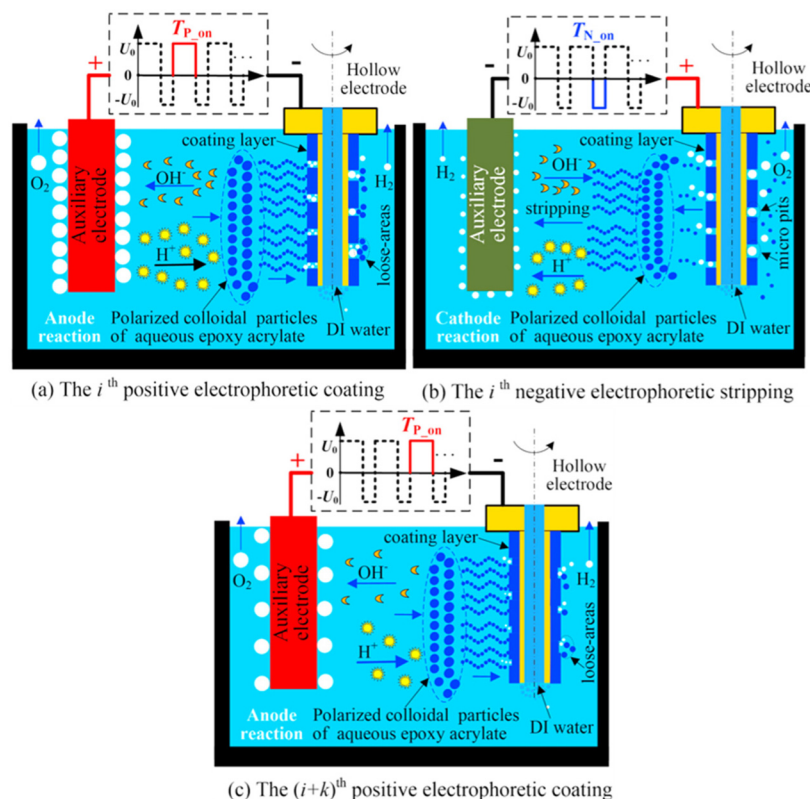 T_P_on
U₀
0
-U₀
...
+
-
Hollow
electrode
coating layer
O₂
Auxiliary
electrode
OH⁻
H⁺
H₂
loose-areas
Anode
reaction
Polarized colloidal particles
of aqueous epoxy acrylate
DI water
(a) The i th positive electrophoretic coating
T_N_on
U₀
0
-U₀
...
-
+
Hollow
electrode
coating layer
H₂
Auxiliary
electrode
OH⁻
stripping
H⁺
O₂
micro pits
Cathode
reaction
Polarized colloidal particles
of aqueous epoxy acrylate
DI water
(b) The i th negative electrophoretic stripping
T_P_on
U₀
0
-U₀
...
+
-
Hollow
electrode
coating layer
O₂
Auxiliary
electrode
OH⁻
H⁺
H₂
loose-areas
Anode
reaction
Polarized colloidal particles
of aqueous epoxy acrylate
DI water
(c) The (i+k)th positive electrophoretic coating